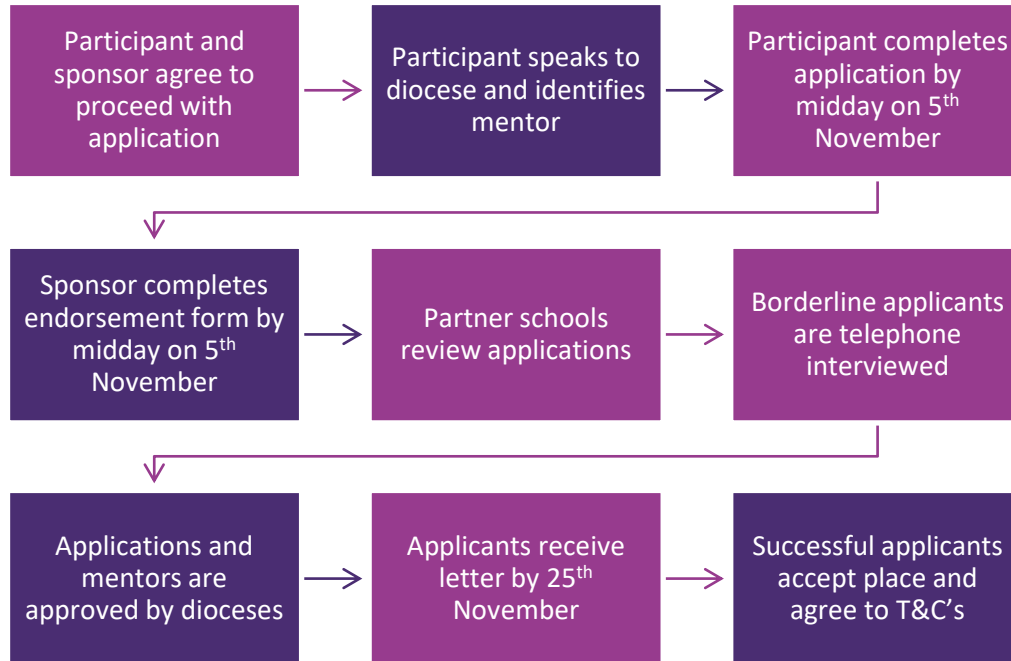 Participant and
sponsor agree to
proceed with
application
Participant speaks to
diocese and identifies
mentor
Participant completes
application by
midday on 5th
November
Sponsor completes
endorsement form by
midday on 5th
November
Partner schools
review applications
Borderline applicants
are telephone
interviewed
Applications and
mentors are
approved by dioceses
Applicants receive
letter by 25th
November
Successful applicants
accept place and
agree to T&C’s